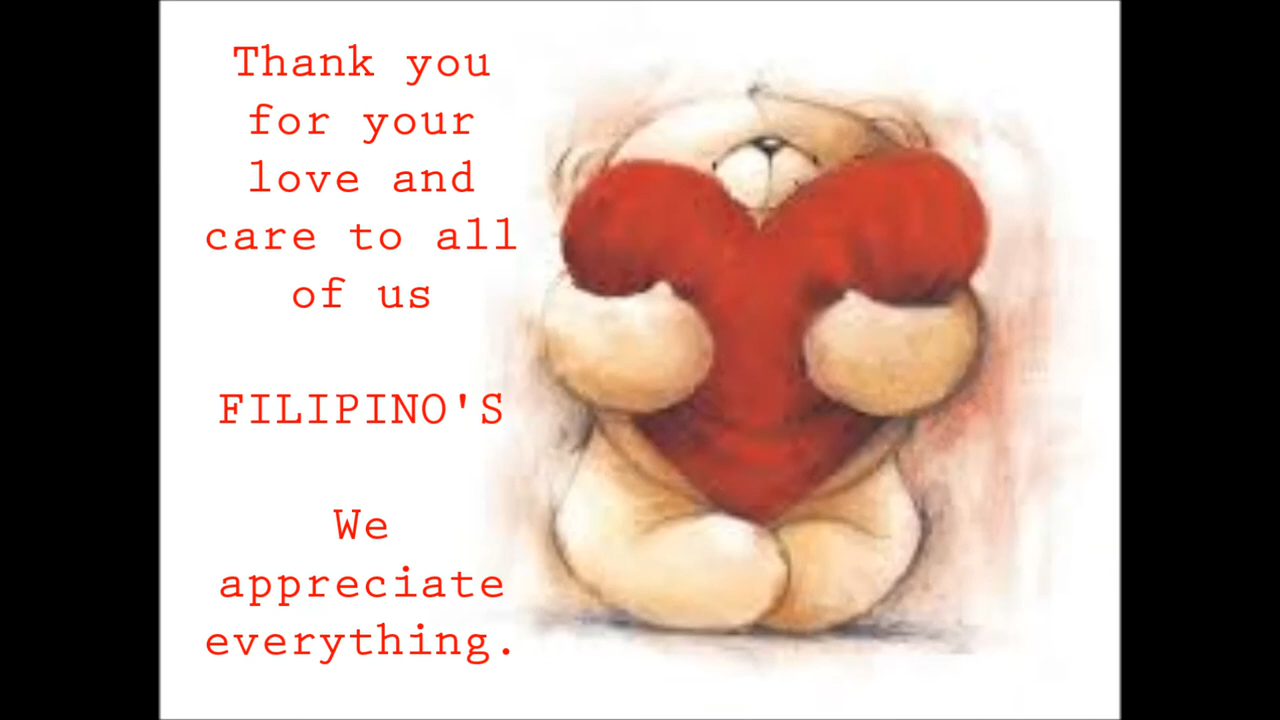 Thank you
for your
love and
care to all
of us
FILIPINO'S
We
appreciate
everything.